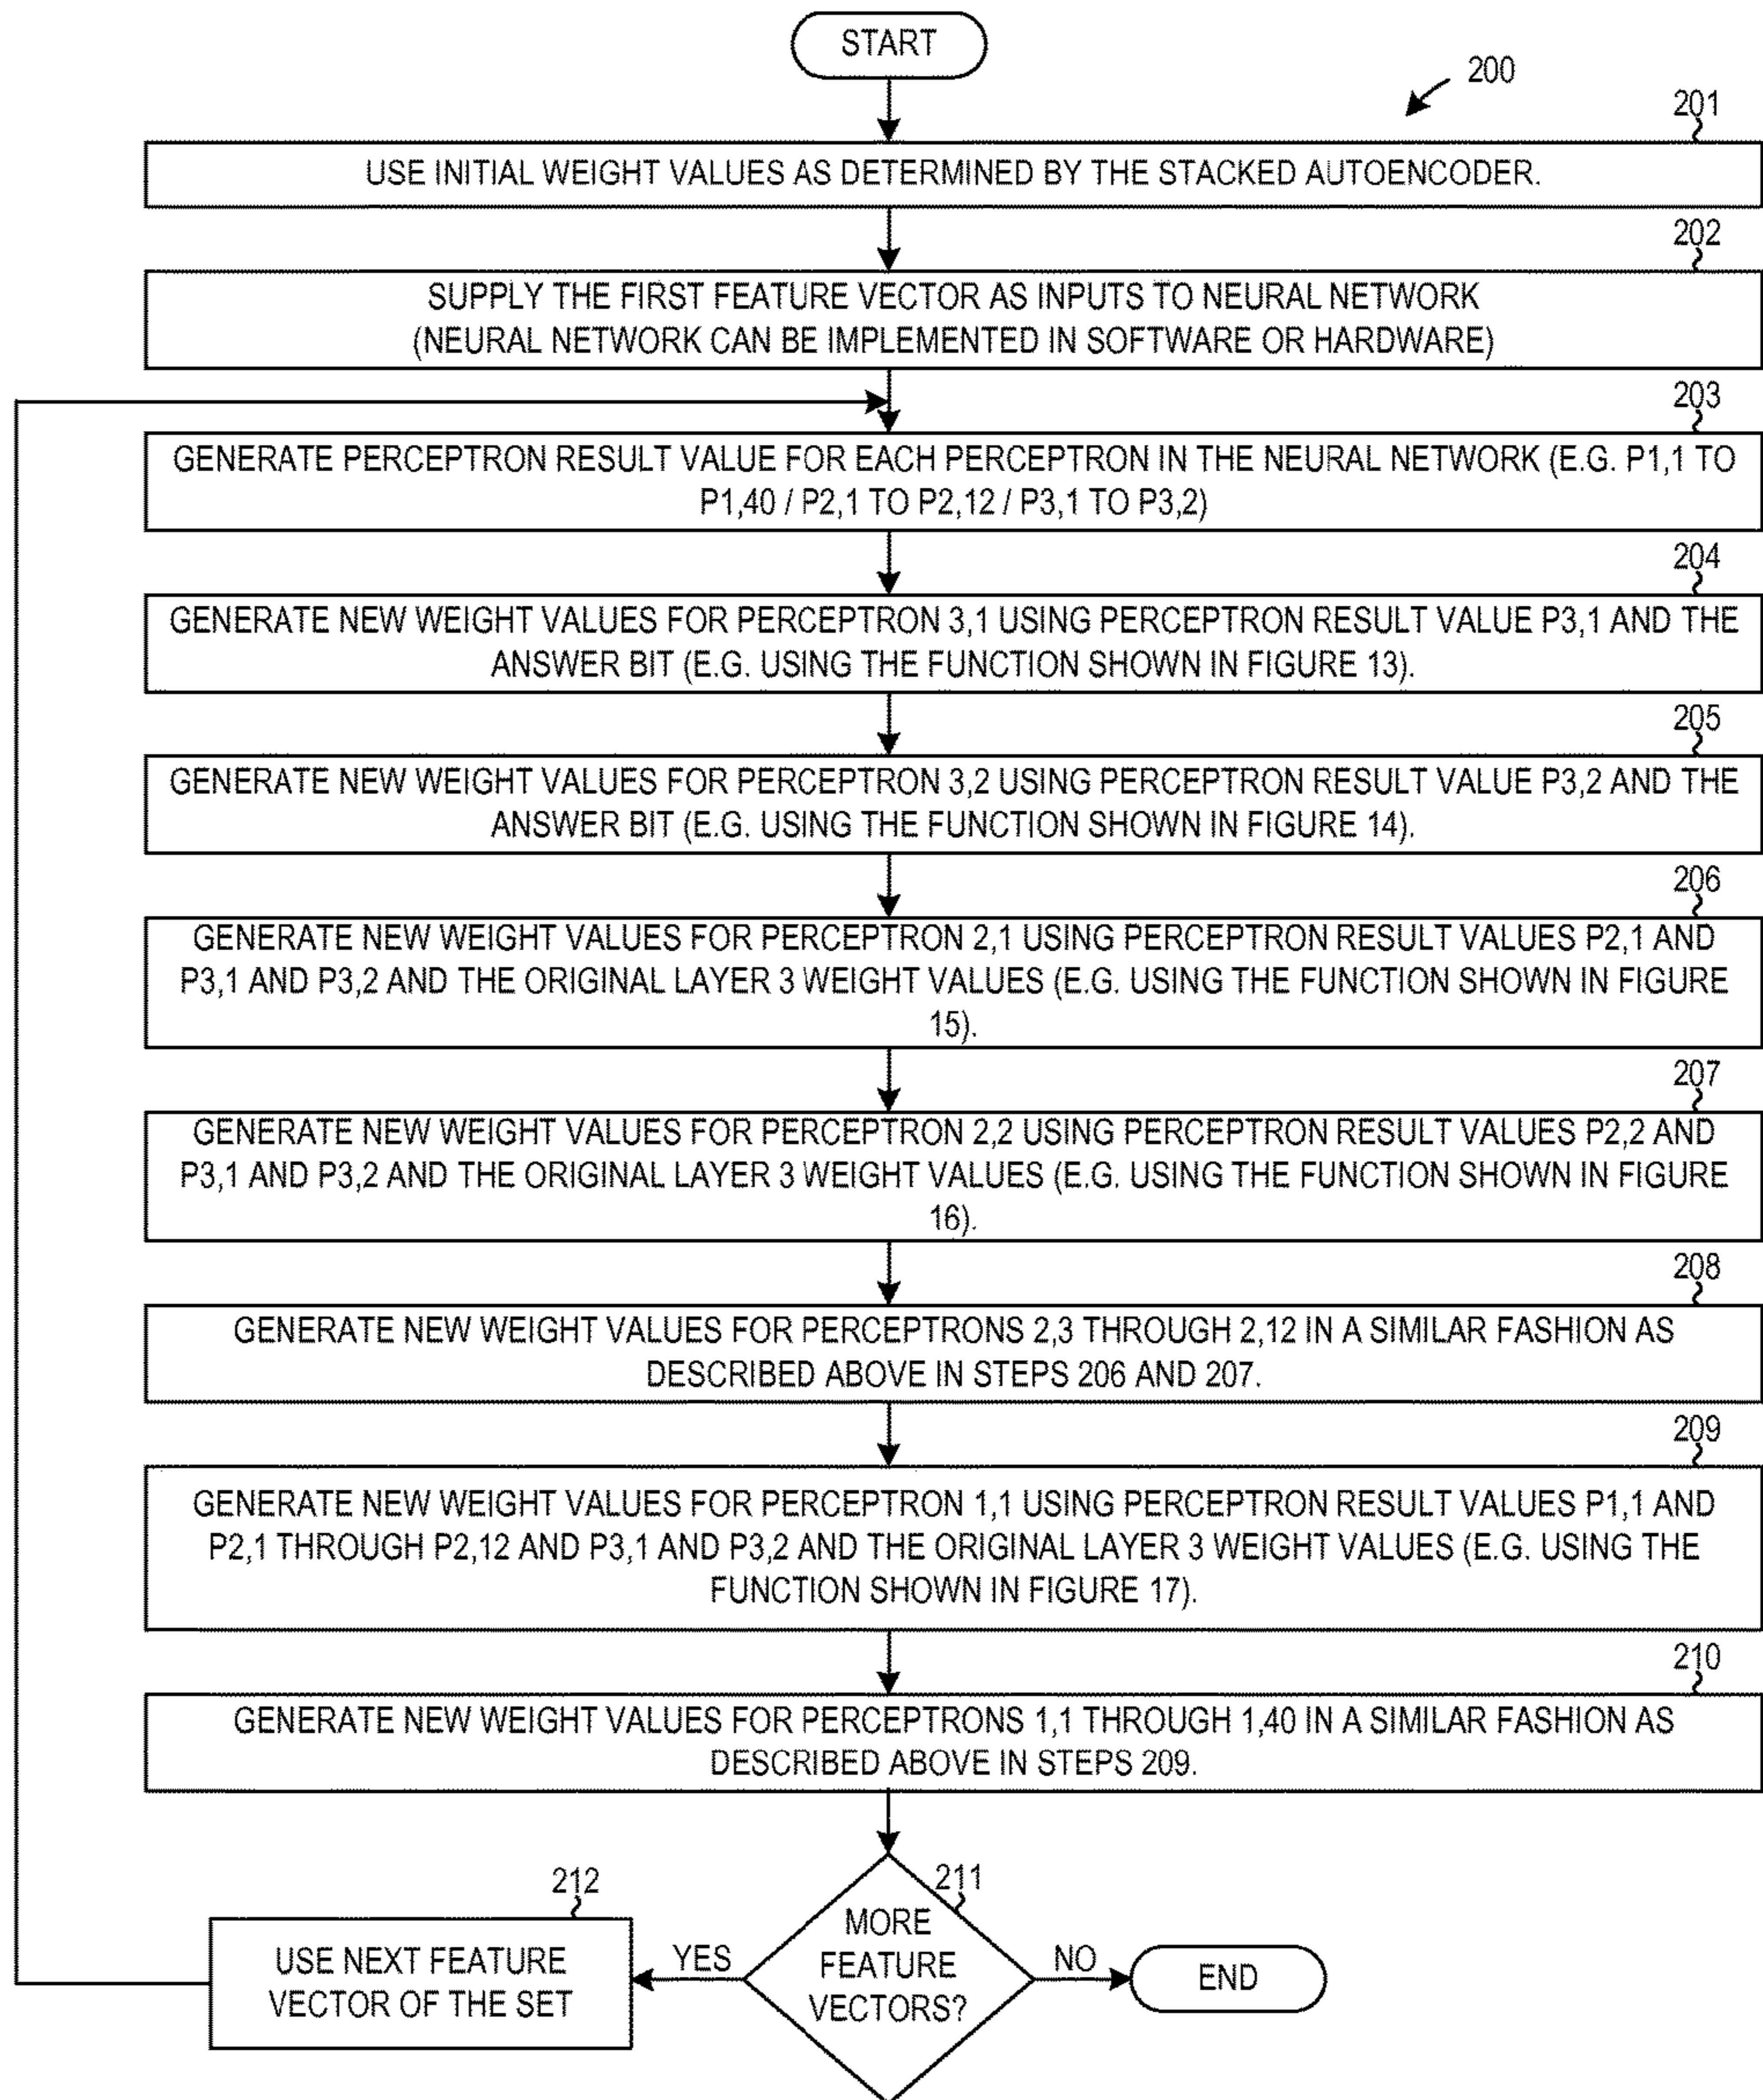 START
200
201
USE INITIAL WEIGHT VALUES AS DETERMINED BY THE STACKED AUTOENCODER.
202
SUPPLY THE FIRST FEATURE VECTOR AS INPUTS TO NEURAL NETWORK
(NEURAL NETWORK CAN BE IMPLEMENTED IN SOFTWARE OR HARDWARE)
203
GENERATE PERCEPTRON RESULT VALUE FOR EACH PERCEPTRON IN THE NEURAL NETWORK (E.G. P1,1 TO
P1,40 / P2,1 TO P2,12 / P3,1 TO P3,2)
204
GENERATE NEW WEIGHT VALUES FOR PERCEPTRON 3,1 USING PERCEPTRON RESULT VALUE P3,1 AND THE
ANSWER BIT (E.G. USING THE FUNCTION SHOWN IN FIGURE 13).
205
GENERATE NEW WEIGHT VALUES FOR PERCEPTRON 3,2 USING PERCEPTRON RESULT VALUE P3,2 AND THE
ANSWER BIT (E.G. USING THE FUNCTION SHOWN IN FIGURE 14).
206
GENERATE NEW WEIGHT VALUES FOR PERCEPTRON 2,1 USING PERCEPTRON RESULT VALUES P2,1 AND
P3,1 AND P3,2 AND THE ORIGINAL LAYER 3 WEIGHT VALUES (E.G. USING THE FUNCTION SHOWN IN FIGURE
15).
207
GENERATE NEW WEIGHT VALUES FOR PERCEPTRON 2,2 USING PERCEPTRON RESULT VALUES P2,2 AND
P3,1 AND P3,2 AND THE ORIGINAL LAYER 3 WEIGHT VALUES (E.G. USING THE FUNCTION SHOWN IN FIGURE
16).
208
GENERATE NEW WEIGHT VALUES FOR PERCEPTRONS 2,3 THROUGH 2,12 IN A SIMILAR FASHION AS
DESCRIBED ABOVE IN STEPS 206 AND 207.
209
GENERATE NEW WEIGHT VALUES FOR PERCEPTRON 1,1 USING PERCEPTRON RESULT VALUES P1,1 AND
P2,1 THROUGH P2,12 AND P3,1 AND P3,2 AND THE ORIGINAL LAYER 3 WEIGHT VALUES (E.G. USING THE
FUNCTION SHOWN IN FIGURE 17).
210
GENERATE NEW WEIGHT VALUES FOR PERCEPTRONS 1,1 THROUGH 1,40 IN A SIMILAR FASHION AS
DESCRIBED ABOVE IN STEPS 209.
211
MORE
FEATURE
VECTORS?
YES
NO
212
USE NEXT FEATURE
VECTOR OF THE SET
END